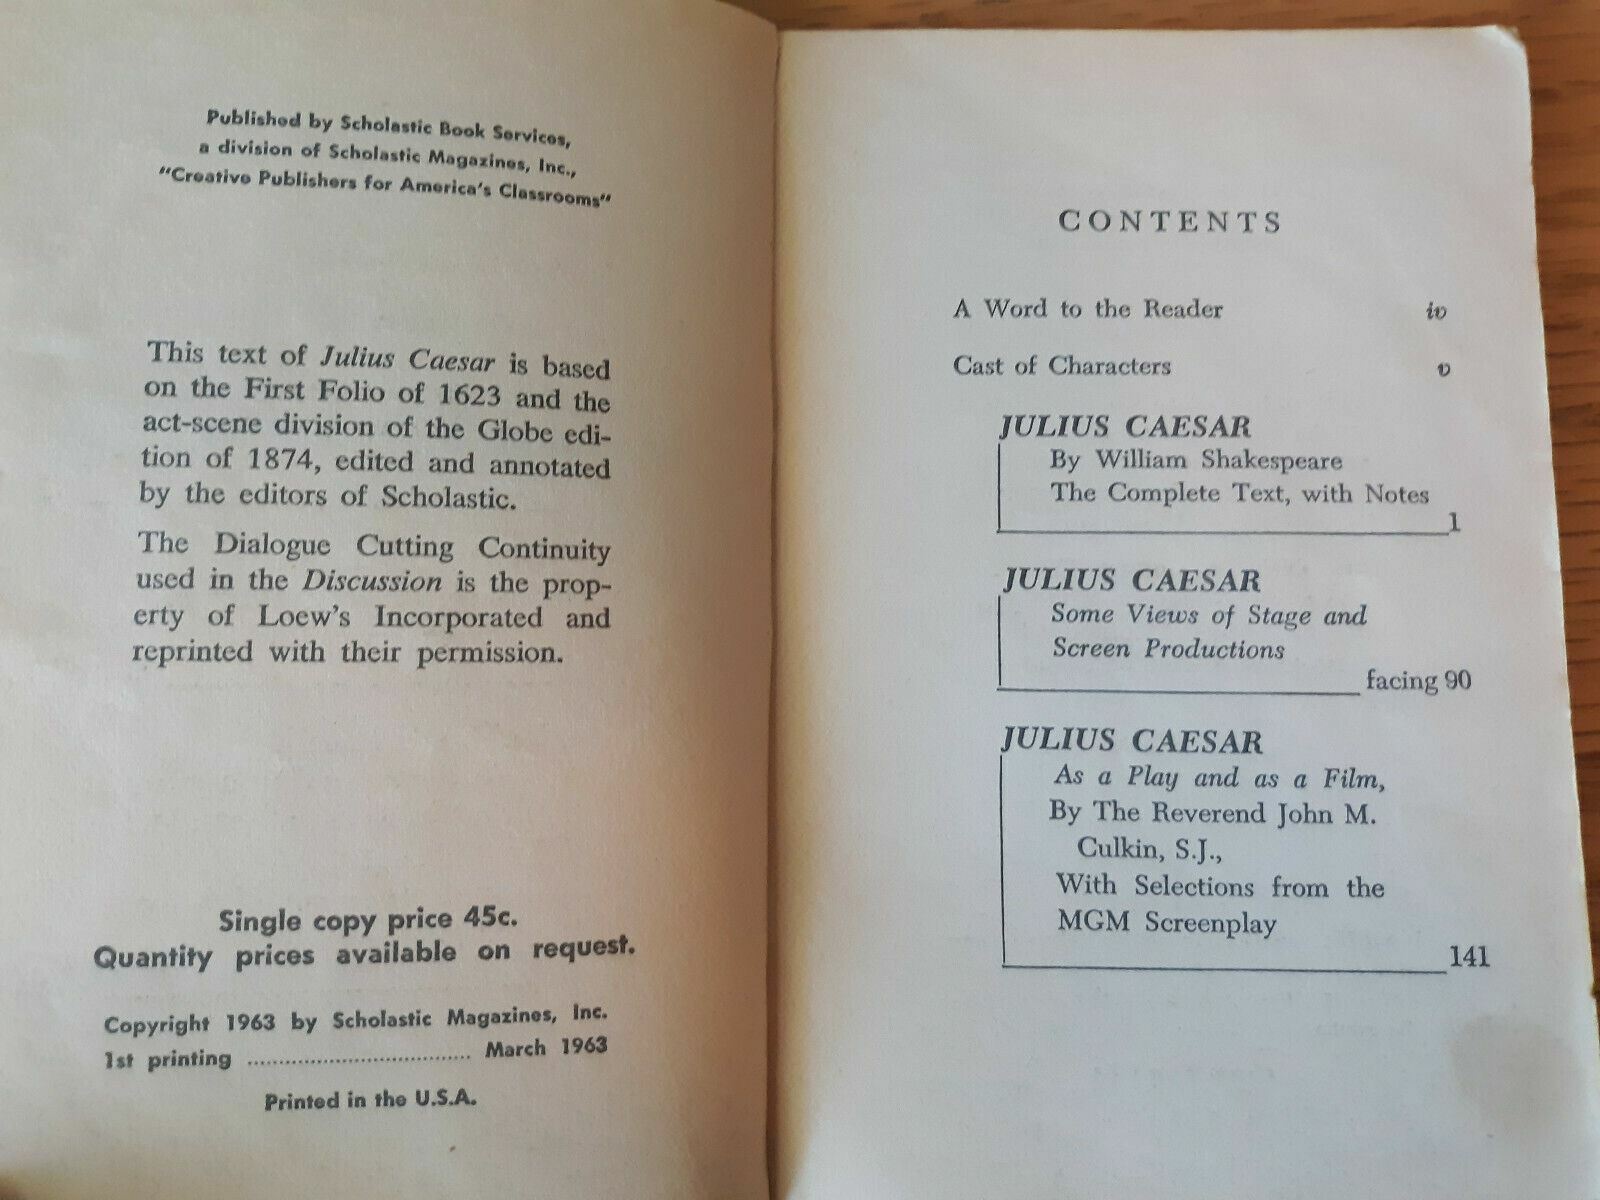 Published by Scholastic Book Services,
a division of Scholastic Magazines, Inc.,
"Creative Publishers for America's Classrooms"
This text of Julius Caesar is based
on the First Folio of 1623 and the
act-scene division of the Globe edi-
tion of 1874, edited and annotated
by the editors of Scholastic.
The Dialogue Cutting Continuity
used in the Discussion is the prop-
erty of Loew's Incorporated and
reprinted with their permission.
Single copy price 45c.
Quantity prices available on request.
Copyright 1963 by Scholastic Magazines, Inc.
1st printing ................................... March 1963
Printed in the U.S.A.
CONTENTS
A Word to the Reader iv
Cast of Characters v
JULIUS CAESAR
By William Shakespeare
The Complete Text, with Notes
1
JULIUS CAESAR
Some Views of Stage and
Screen Productions
facing 90
JULIUS CAESAR
As a Play and as a Film,
By The Reverend John M.
Culkin, S.J.,
With Selections from the
MGM Screenplay
141